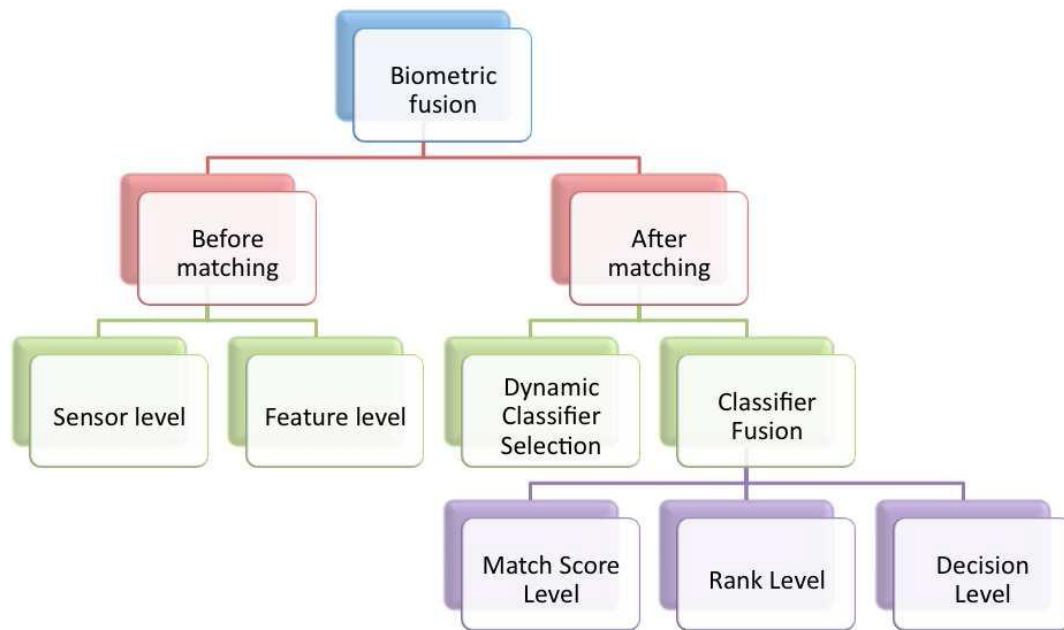 Biometric
fusion
Before
matching
After
matching
Sensor level
Feature level
Dynamic
Classifier
Selection
Classifier
Fusion
Match Score
Level
Rank Level
Decision
Level